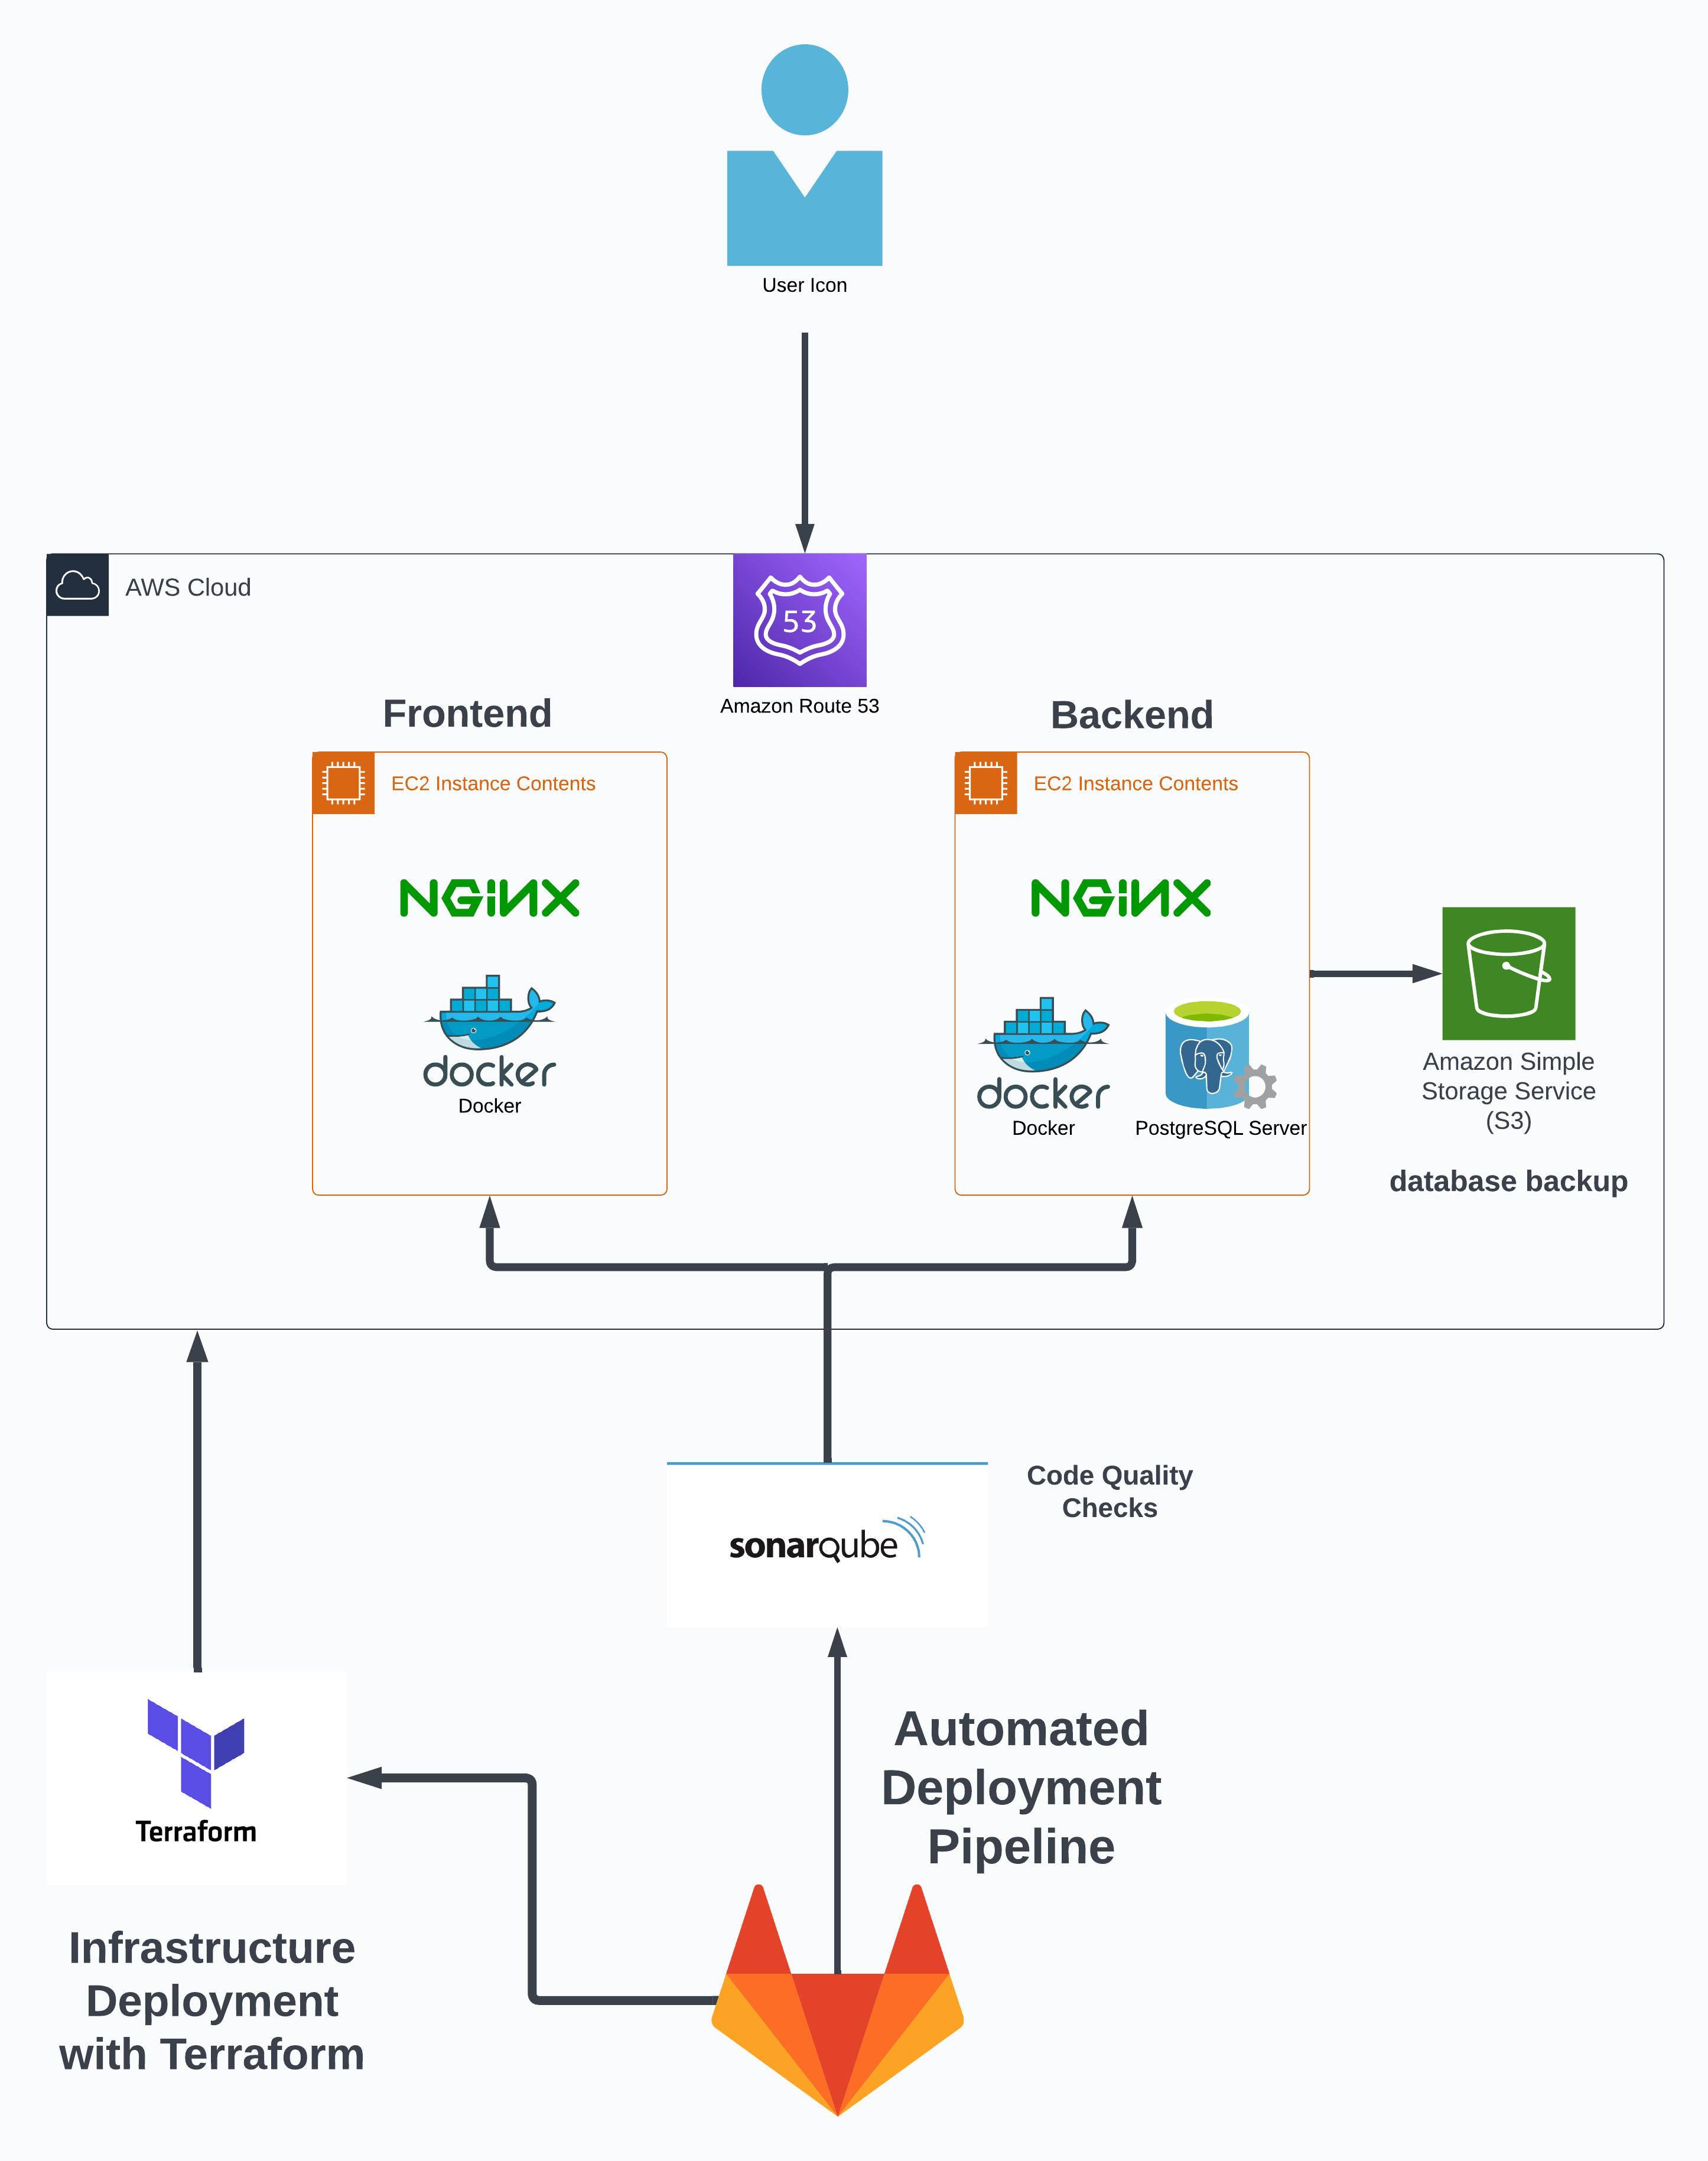 User Icon
AWS Cloud
53
Amazon Route 53
Frontend
Backend
EC2 Instance Contents
EC2 Instance Contents
NGINX
NGINX
docker
Docker
docker
Docker
PostgreSQL Server
Amazon Simple
Storage Service
(S3)
database backup
sonarqube
Code Quality
Checks
Terraform
Automated
Deployment
Pipeline
Infrastructure
Deployment
with Terraform